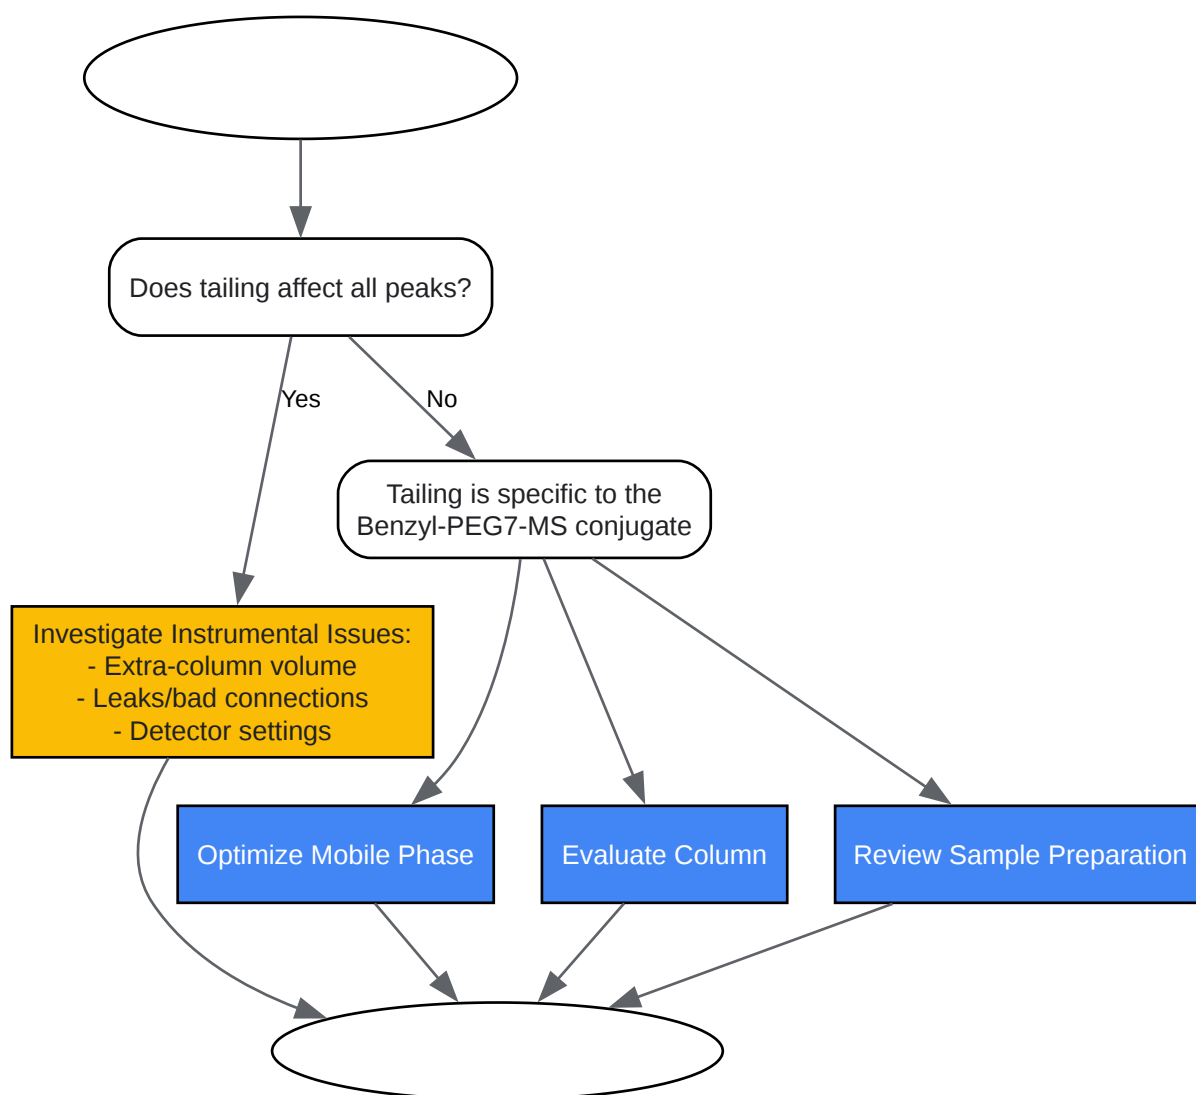 Does tailing affect all peaks?
Yes
No
Tailing is specific to the
Benzyl-PEG7-MS conjugate
Investigate Instrumental Issues:
- Extra-column volume
- Leaks/bad connections
- Detector settings
Optimize Mobile Phase
Evaluate Column
Review Sample Preparation